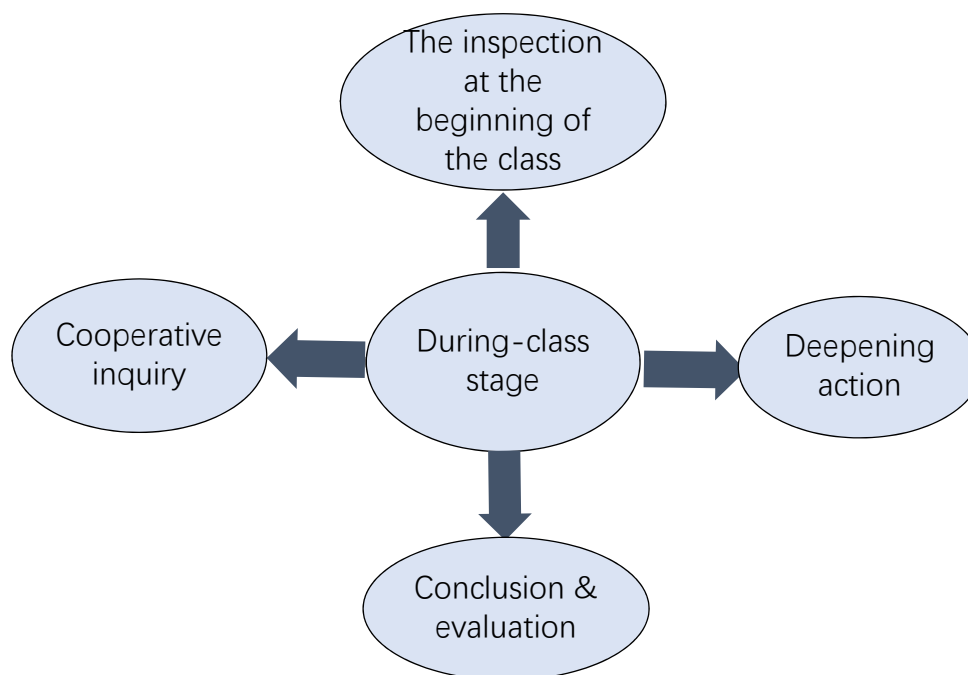 The inspection
at the
beginning of
the class
Cooperative
inquiry
During-class
stage
Deepening
action
Conclusion &
evaluation